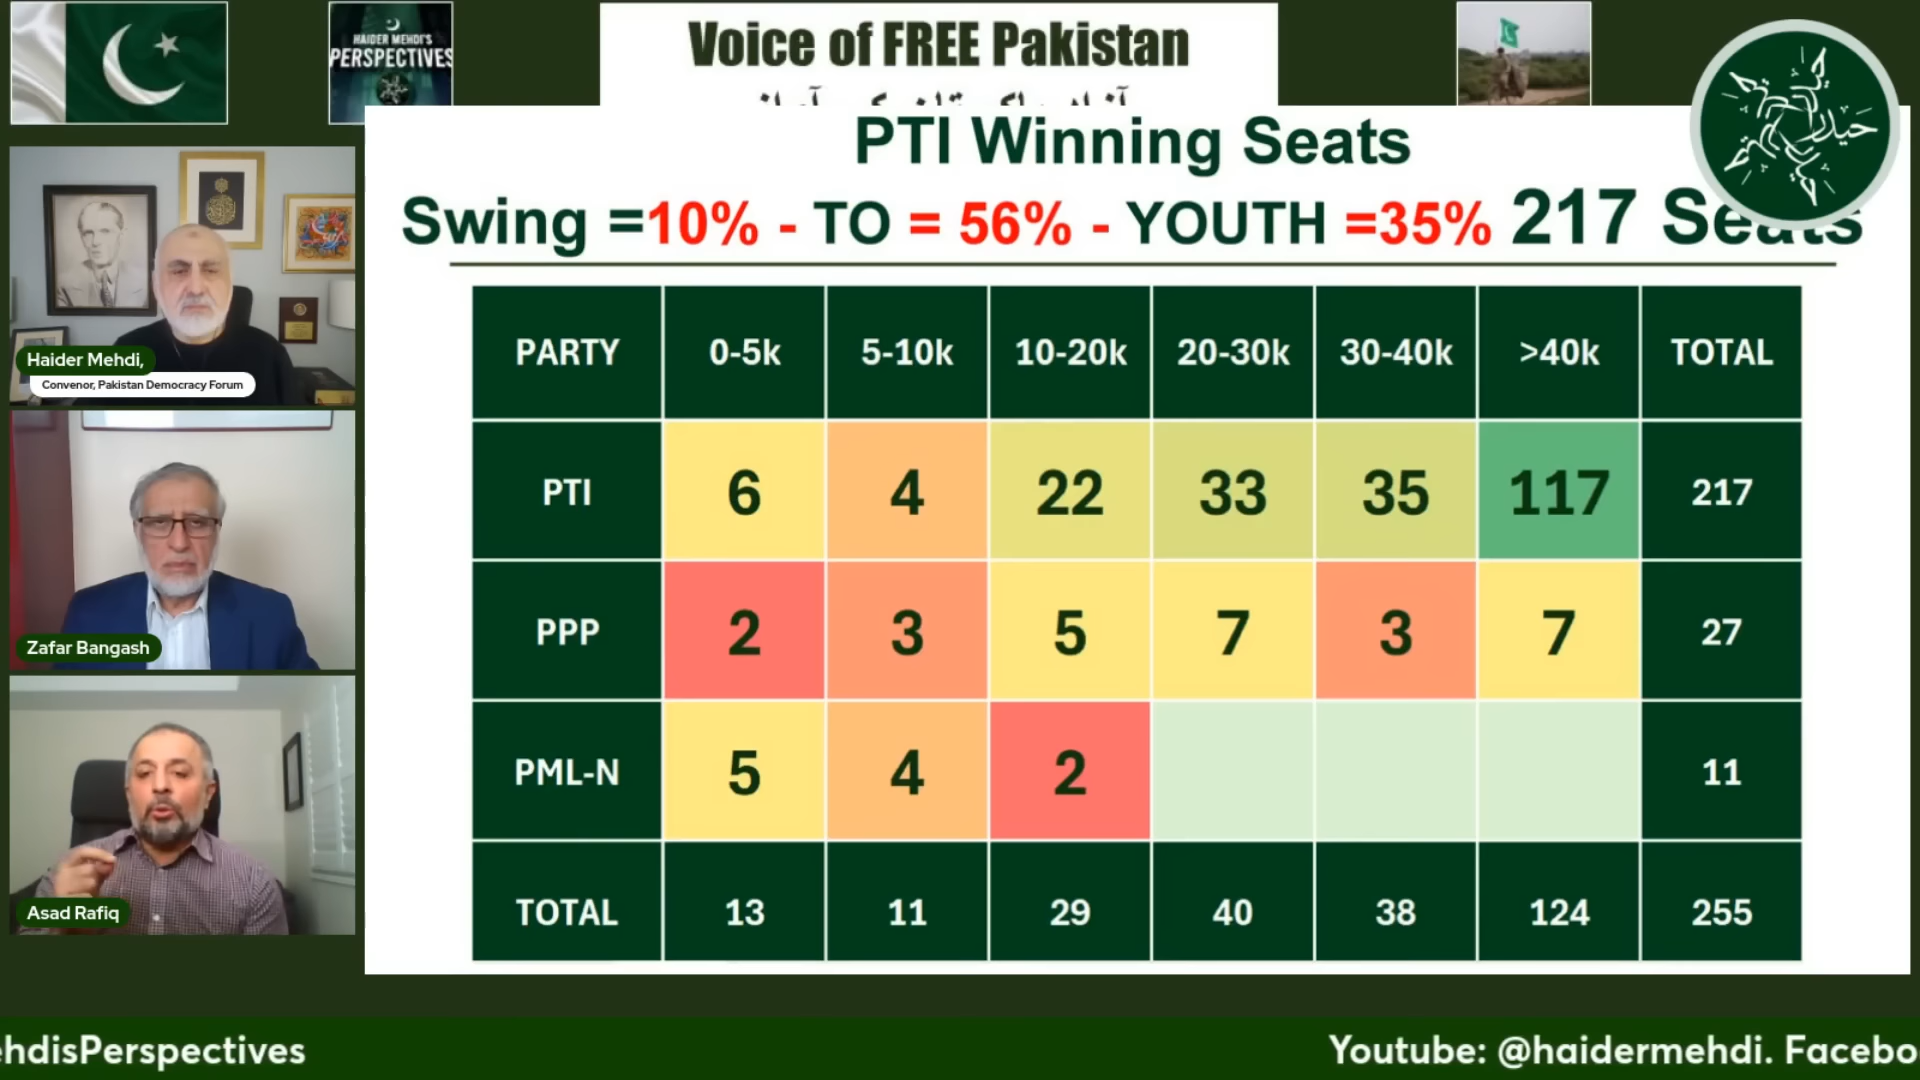 HAIDER MEHDI'S
PERSPECTIVES
Voice of FREE Pakistan
حیدر
PTI Winning Seats
Swing =10% - TO = 56% - YOUTH =35% 217 Seats
PARTY 0-5k 5-10k 10-20k 20-30k 30-40k >40k TOTAL
PTI 6 4 22 33 35 117 217
PPP 2 3 5 7 3 7 27
PML-N 5 4 2 11
TOTAL 13 11 29 40 38 124 255
Haider Mehdi,
Convenor, Pakistan Democracy Forum
Zafar Bangash
Asad Rafiq
ehdisPerspectives
Youtube: @haidermehdi. Facebo